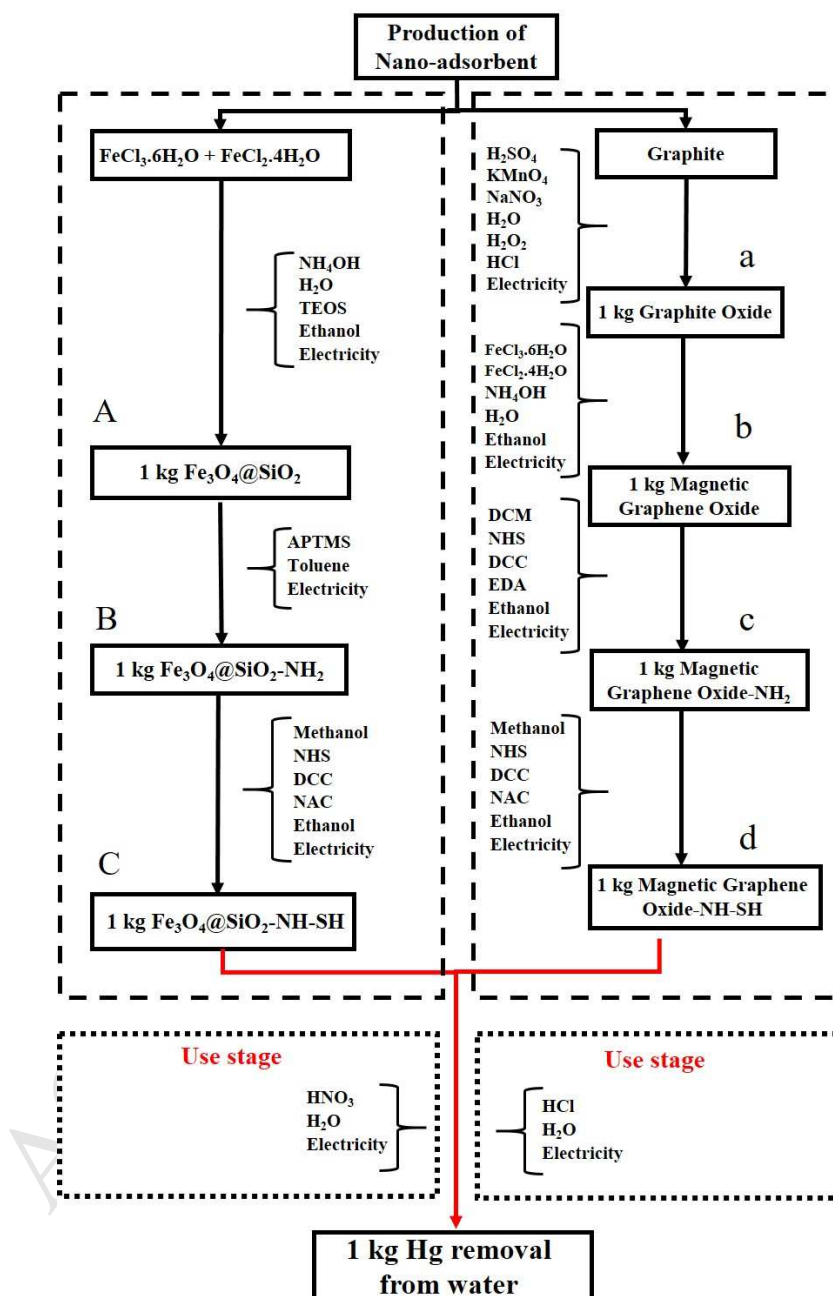 Production of
Nano-adsorbent
FeCl₃.6H₂O + FeCl₂.4H₂O
NH₄OH
H₂O
TEOS
Ethanol
Electricity
A
1 kg Fe₃O₄@SiO₂
APTMS
Toluene
Electricity
B
1 kg Fe₃O₄@SiO₂-NH₂
Methanol
NHS
DCC
NAC
Ethanol
Electricity
C
1 kg Fe₃O₄@SiO₂-NH-SH
Graphite
H₂SO₄
KMnO₄
NaNO₃
H₂O
H₂O₂
HCl
Electricity
a
1 kg Graphite Oxide
FeCl₃.6H₂O
FeCl₂.4H₂O
NH₄OH
H₂O
Ethanol
Electricity
b
1 kg Magnetic
Graphene Oxide
DCM
NHS
DCC
EDA
Ethanol
Electricity
c
1 kg Magnetic
Graphene Oxide-NH₂
Methanol
NHS
DCC
NAC
Ethanol
Electricity
d
1 kg Magnetic Graphene
Oxide-NH-SH
Use stage
HNO₃
H₂O
Electricity
Use stage
HCl
H₂O
Electricity
1 kg Hg removal
from water